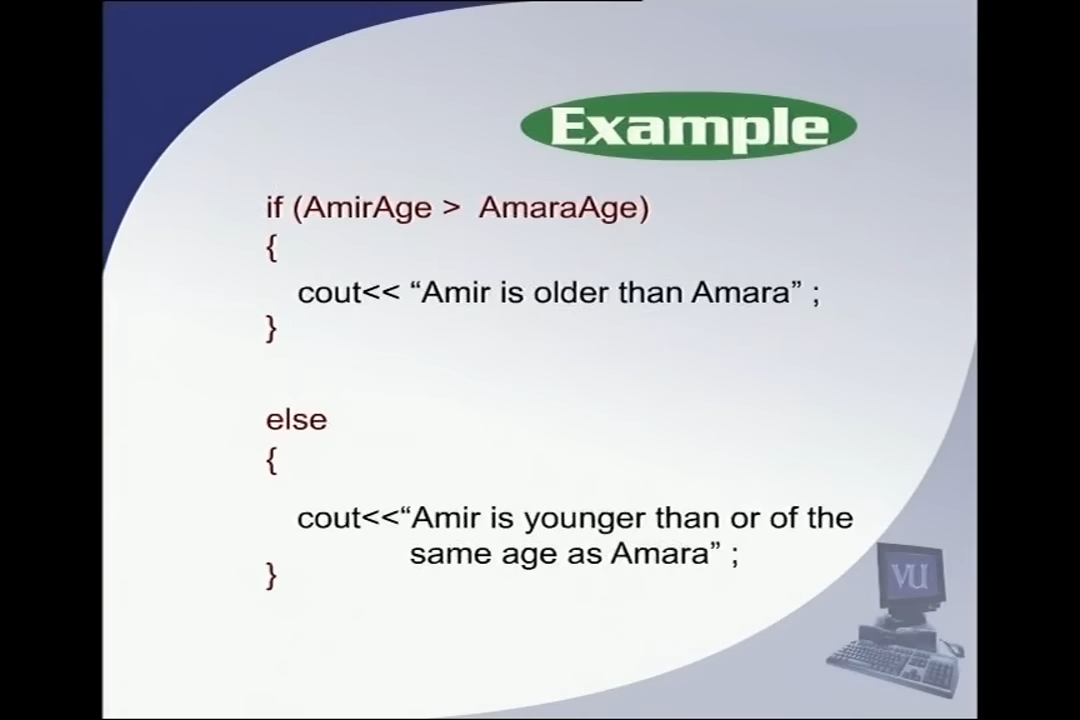 Example
if (AmirAge >  AmaraAge)
{
cout<< “Amir is older than Amara” ;
}
else
{
cout<<“Amir is younger than or of the
same age as Amara” ;
}
VU